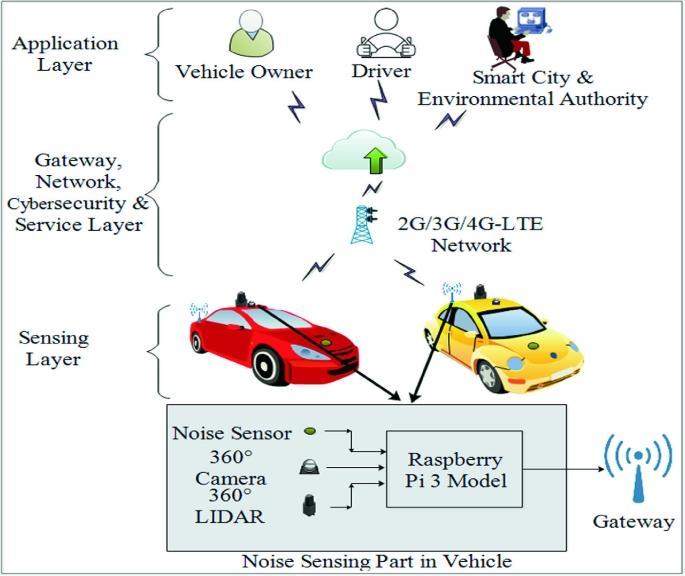 Application
Layer
Vehicle Owner
Driver
Smart City &
Environmental Authority
Gateway,
Network,
Cybersecurity &
Service Layer
2G/3G/4G-LTE
Network
Sensing
Layer
Noise Sensor
360°
Camera
360°
LIDAR
Raspberry
Pi 3 Model
Gateway
Noise Sensing Part in Vehicle